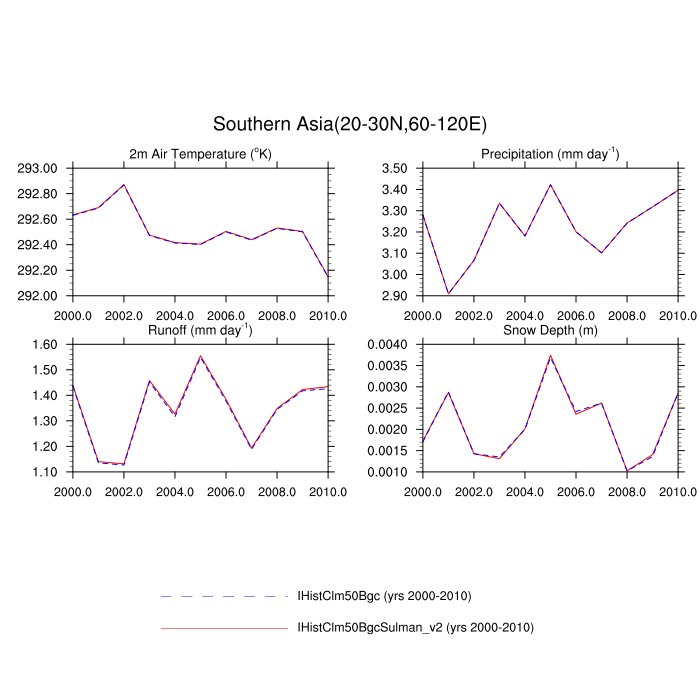 Southern Asia(20-30N,60-120E)
2m Air Temperature (°K)
293.00
292.80
292.60
292.40
292.20
292.00
2000.0 2002.0 2004.0 2006.0 2008.0 2010.0
Precipitation (mm day⁻¹)
3.50
3.40
3.30
3.20
3.10
3.00
2.90
2000.0 2002.0 2004.0 2006.0 2008.0 2010.0
Runoff (mm day⁻¹)
1.60
1.50
1.40
1.30
1.20
1.10
2000.0 2002.0 2004.0 2006.0 2008.0 2010.0
Snow Depth (m)
0.0040
0.0035
0.0030
0.0025
0.0020
0.0015
0.0010
2000.0 2002.0 2004.0 2006.0 2008.0 2010.0
IHistClm50Bgc (yrs 2000-2010)
IHistClm50BgcSulman_v2 (yrs 2000-2010)